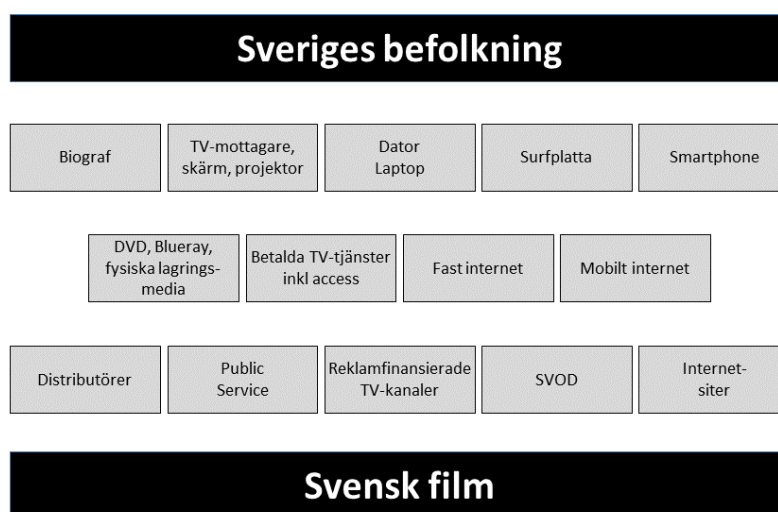 Sveriges befolkning
Biograf
TV-mottagare,
skärm, projektor
Dator
Laptop
Surfplatta
Smartphone
DVD, Blueray,
fysiska lagrings-
media
Betalda TV-tjänster
inkl access
Fast internet
Mobilt internet
Distributörer
Public
Service
Reklamfinansierade
TV-kanaler
SVOD
Internet-
siter
Svensk film